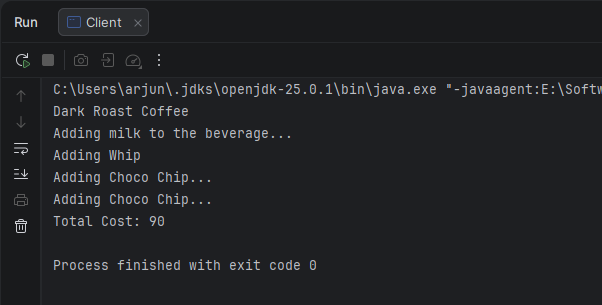 Run
Client
C:\Users\arjun\.jdks\openjdk-25.0.1\bin\java.exe "-javaagent:E:\Softw
Dark Roast Coffee
Adding milk to the beverage...
Adding Whip
Adding Choco Chip...
Adding Choco Chip...
Total Cost: 90
Process finished with exit code 0